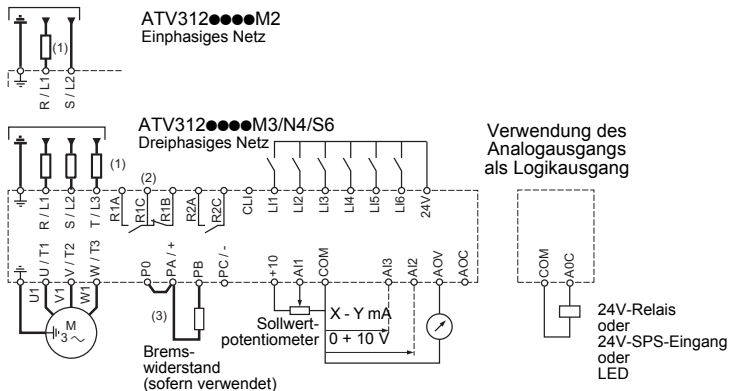 ATV312●●●●M2
Einphasiges Netz
(1)
R / L1
S / L2
ATV312●●●●M3/N4/S6
Dreiphasiges Netz
(1)
(2)
Verwendung des
Analogausgangs
als Logikausgang
R / L1
S / L2
T / L3
R1A
R1C
R1B
R2A
R2C
CLI
LI1
LI2
LI3
LI4
LI5
LI6
24V
U / T1
V / T2
W / T3
P0
PA / +
PB
PC / -
+10
AI1
COM
AI3
AI2
AOV
AOC
COM
A0C
U1
V1
W1
M
3 ~
(3)
Brems-
widerstand
(sofern verwendet)
Sollwert-
potentiometer
X - Y mA
0 + 10 V
24V-Relais
oder
24V-SPS-Eingang
oder
LED